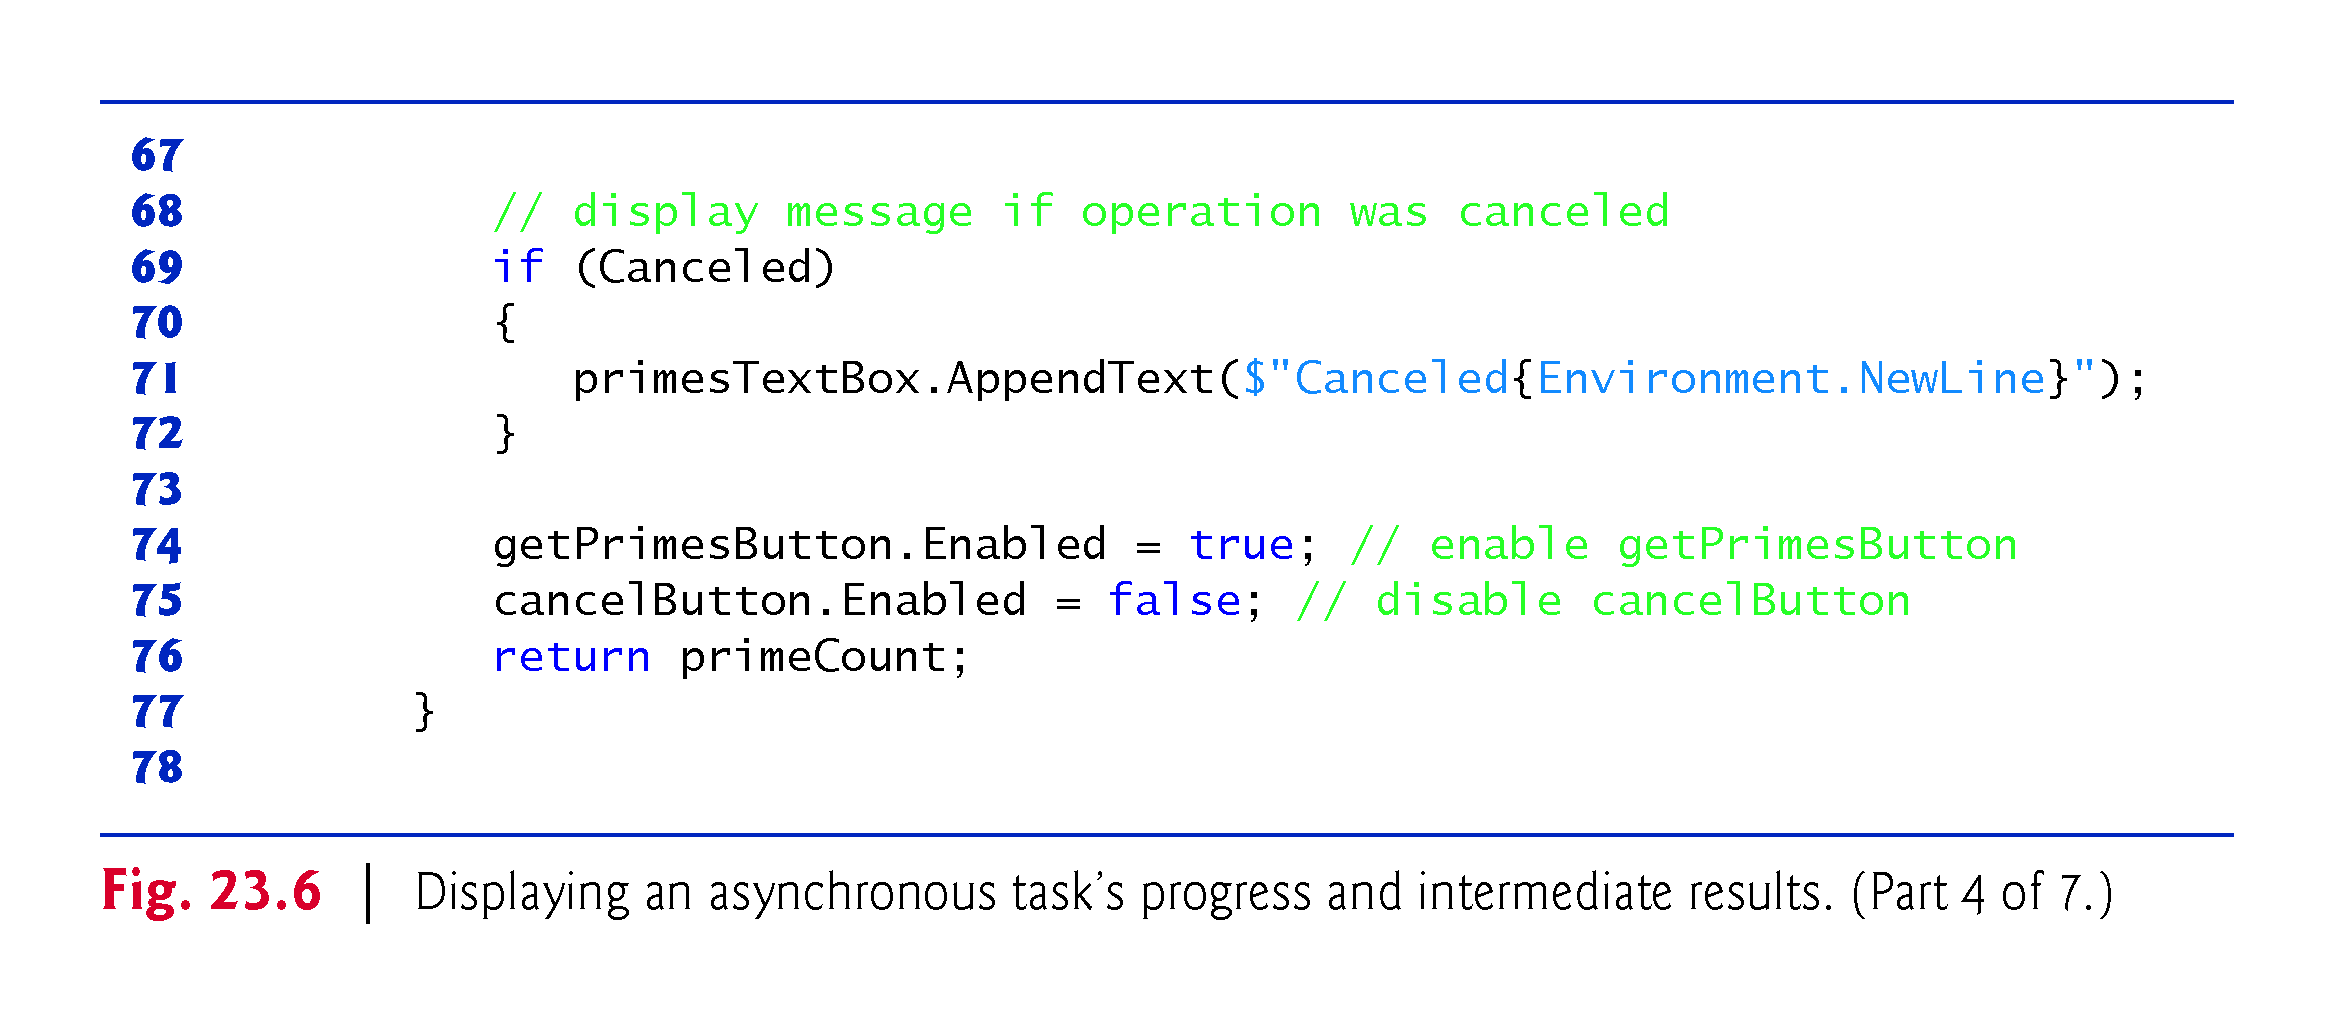 67
68 // display message if operation was canceled
69 if (Canceled)
70 {
71 primesTextBox.AppendText($"Canceled{Environment.NewLine}");
72 }
73
74 getPrimesButton.Enabled = true; // enable getPrimesButton
75 cancelButton.Enabled = false; // disable cancelButton
76 return primeCount;
77 }
78
Fig. 23.6 | Displaying an asynchronous task’s progress and intermediate results. (Part 4 of 7.)